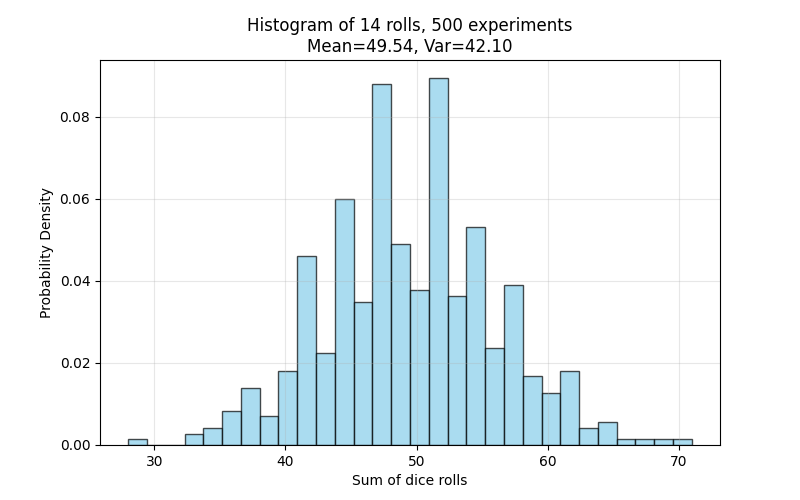 Histogram of 14 rolls, 500 experiments
Mean=49.54, Var=42.10
0.08
0.06
0.04
0.02
0.00
Probability Density
30 40 50 60 70
Sum of dice rolls